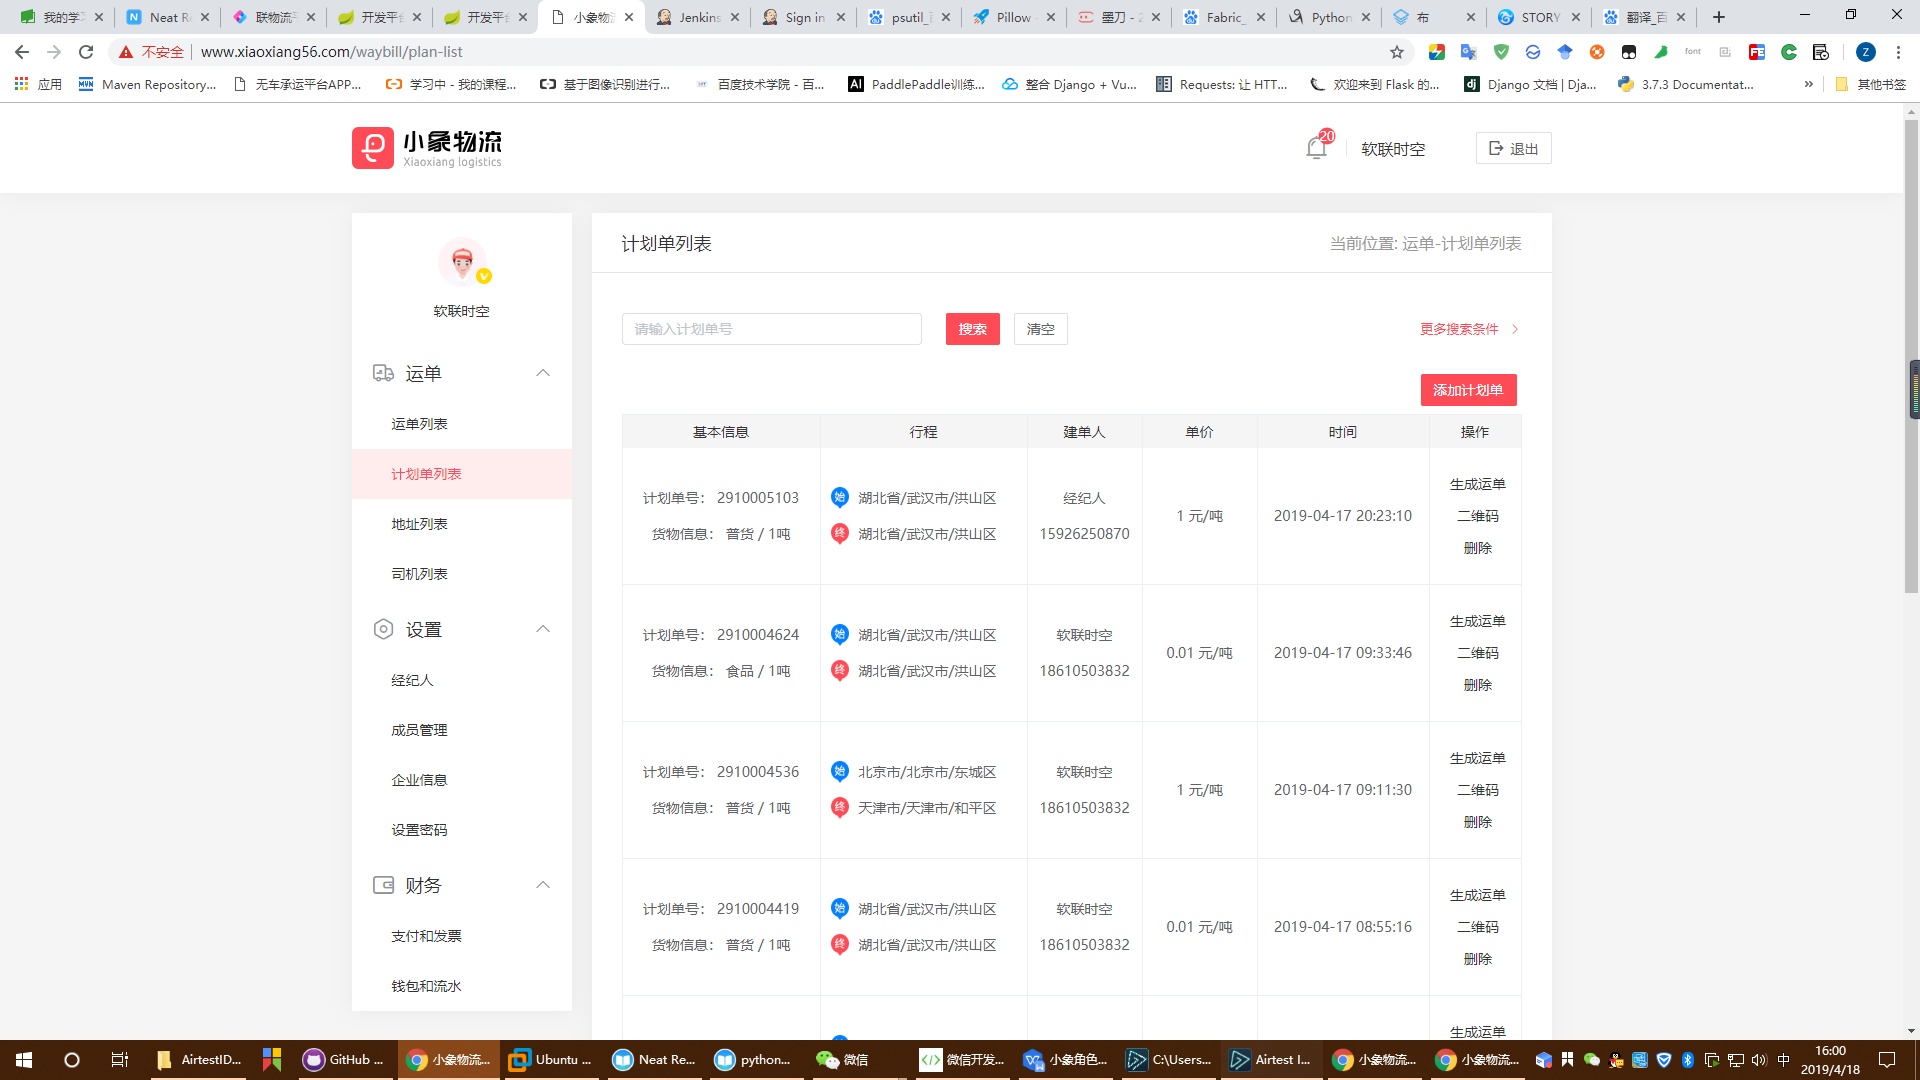 我的学
Neat R
联物流
开发平
开发平
小象物流
Jenkins
Sign in
psutil_
Pillow
墨刀 - 2
Fabric_
Python
布
STORY
翻译_百
不安全
www.xiaoxiang56.com/waybill/plan-list
应用
Maven Repository...
无车承运平台APP...
学习中 - 我的课程...
基于图像识别进行...
百度技术学院 - 百...
PaddlePaddle训练...
整合 Django + Vu...
Requests: 让 HTT...
欢迎来到 Flask 的...
Django 文档 | Dja...
3.7.3 Documentat...
»
其他书签
小象物流
Xiaoxiang logistics
20
软联时空
退出
软联时空
运单
运单列表
计划单列表
地址列表
司机列表
设置
经纪人
成员管理
企业信息
设置密码
财务
支付和发票
钱包和流水
计划单列表
当前位置: 运单-计划单列表
请输入计划单号
搜索
清空
更多搜索条件
添加计划单
基本信息 行程 建单人 单价 时间 操作
计划单号： 2910005103
货物信息： 普货 / 1吨
始 湖北省/武汉市/洪山区
终 湖北省/武汉市/洪山区
经纪人
15926250870
1 元/吨
2019-04-17 20:23:10
生成运单
二维码
删除
计划单号： 2910004624
货物信息： 食品 / 1吨
始 湖北省/武汉市/洪山区
终 湖北省/武汉市/洪山区
软联时空
18610503832
0.01 元/吨
2019-04-17 09:33:46
生成运单
二维码
删除
计划单号： 2910004536
货物信息： 普货 / 1吨
始 北京市/北京市/东城区
终 天津市/天津市/和平区
软联时空
18610503832
1 元/吨
2019-04-17 09:11:30
生成运单
二维码
删除
计划单号： 2910004419
货物信息： 普货 / 1吨
始 湖北省/武汉市/洪山区
终 湖北省/武汉市/洪山区
软联时空
18610503832
0.01 元/吨
2019-04-17 08:55:16
生成运单
二维码
删除
生成运单
AirtestID...
GitHub ...
小象物流...
Ubuntu ...
Neat Re...
python...
微信
微信开发...
小象角色...
C:\Users...
Airtest I...
小象物流...
小象物流...
中
16:00
2019/4/18